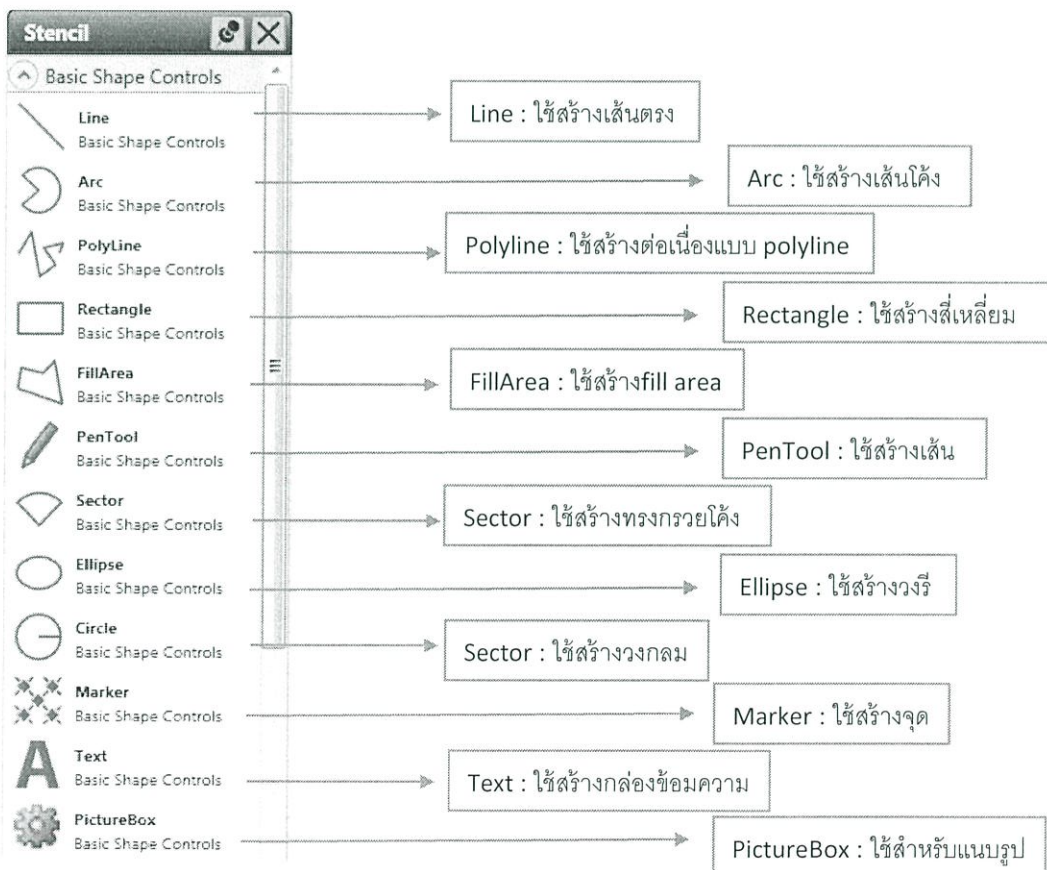 Stencil
Basic Shape Controls
Line
Basic Shape Controls
Line : ใช้สร้างเส้นตรง
Arc
Basic Shape Controls
Arc : ใช้สร้างเส้นโค้ง
PolyLine
Basic Shape Controls
Polyline : ใช้สร้างต่อเนื่องแบบ polyline
Rectangle
Basic Shape Controls
Rectangle : ใช้สร้างสี่เหลี่ยม
FillArea
Basic Shape Controls
FillArea : ใช้สร้างfill area
PenTool
Basic Shape Controls
PenTool : ใช้สร้างเส้น
Sector
Basic Shape Controls
Sector : ใช้สร้างทรงกรวยโค้ง
Ellipse
Basic Shape Controls
Ellipse : ใช้สร้างวงรี
Circle
Basic Shape Controls
Sector : ใช้สร้างวงกลม
Marker
Basic Shape Controls
Marker : ใช้สร้างจุด
A
Text
Basic Shape Controls
Text : ใช้สร้างกล่องข้อมความ
PictureBox
Basic Shape Controls
PictureBox : ใช้สำหรับแนบรูป